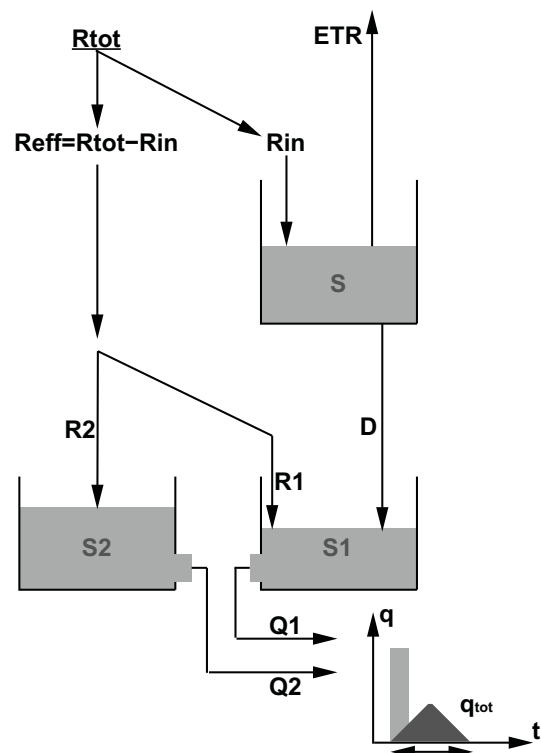 Rtot
ETR
Reff=Rtot−Rin
Rin
S
R2
D
R1
S2
S1
Q1
Q2
q
qtot
t